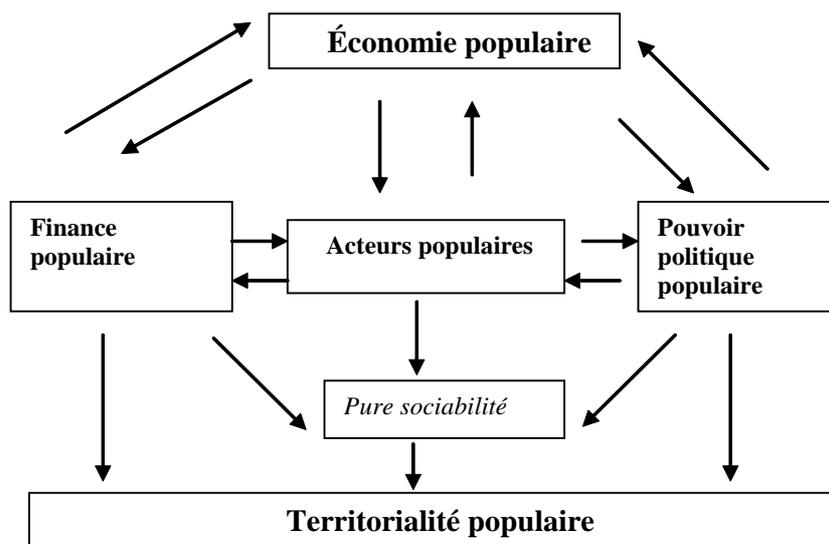 Économie populaire
Finance
populaire
Acteurs populaires
Pouvoir
politique
populaire
Pure sociabilité
Territorialité populaire